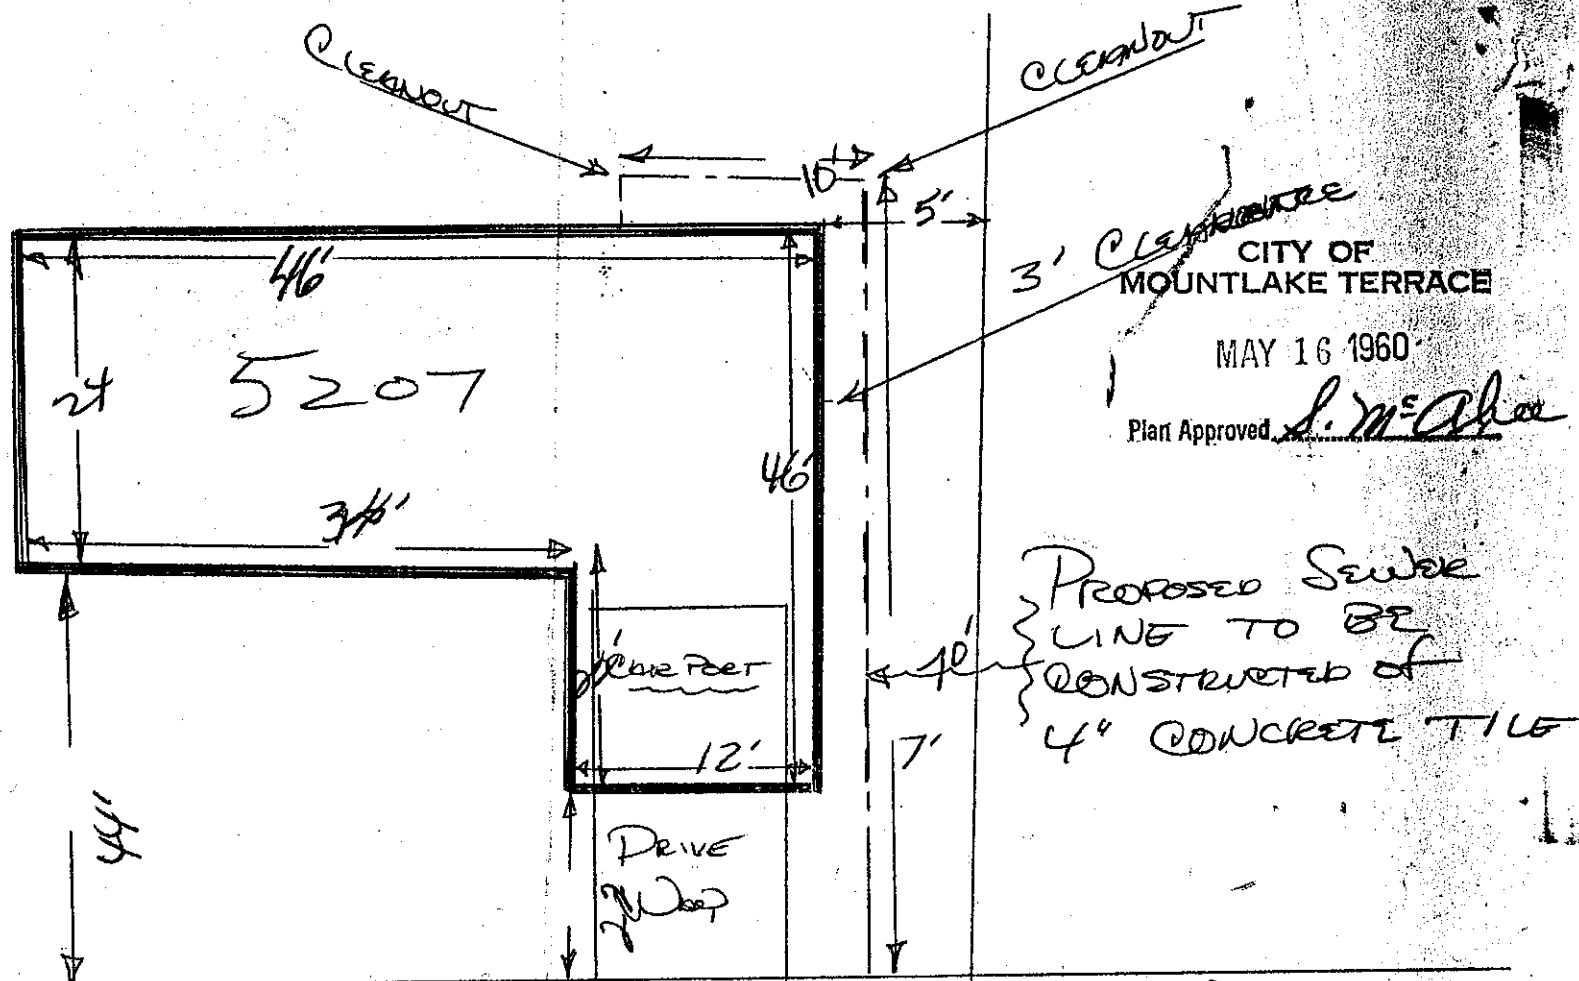 CLEANOUT
CLEANOUT
10'
5'
3' CLEARANCE
CITY OF
MOUNTLAKE TERRACE
MAY 16 1960
Plan Approved S. McAbee
46'
24
5207
46'
34'
CAR PORT
12'
7'
PROPOSED SEWER
LINE TO BE
CONSTRUCTED of
4" CONCRETE TILE
44'
DRIVE
Way